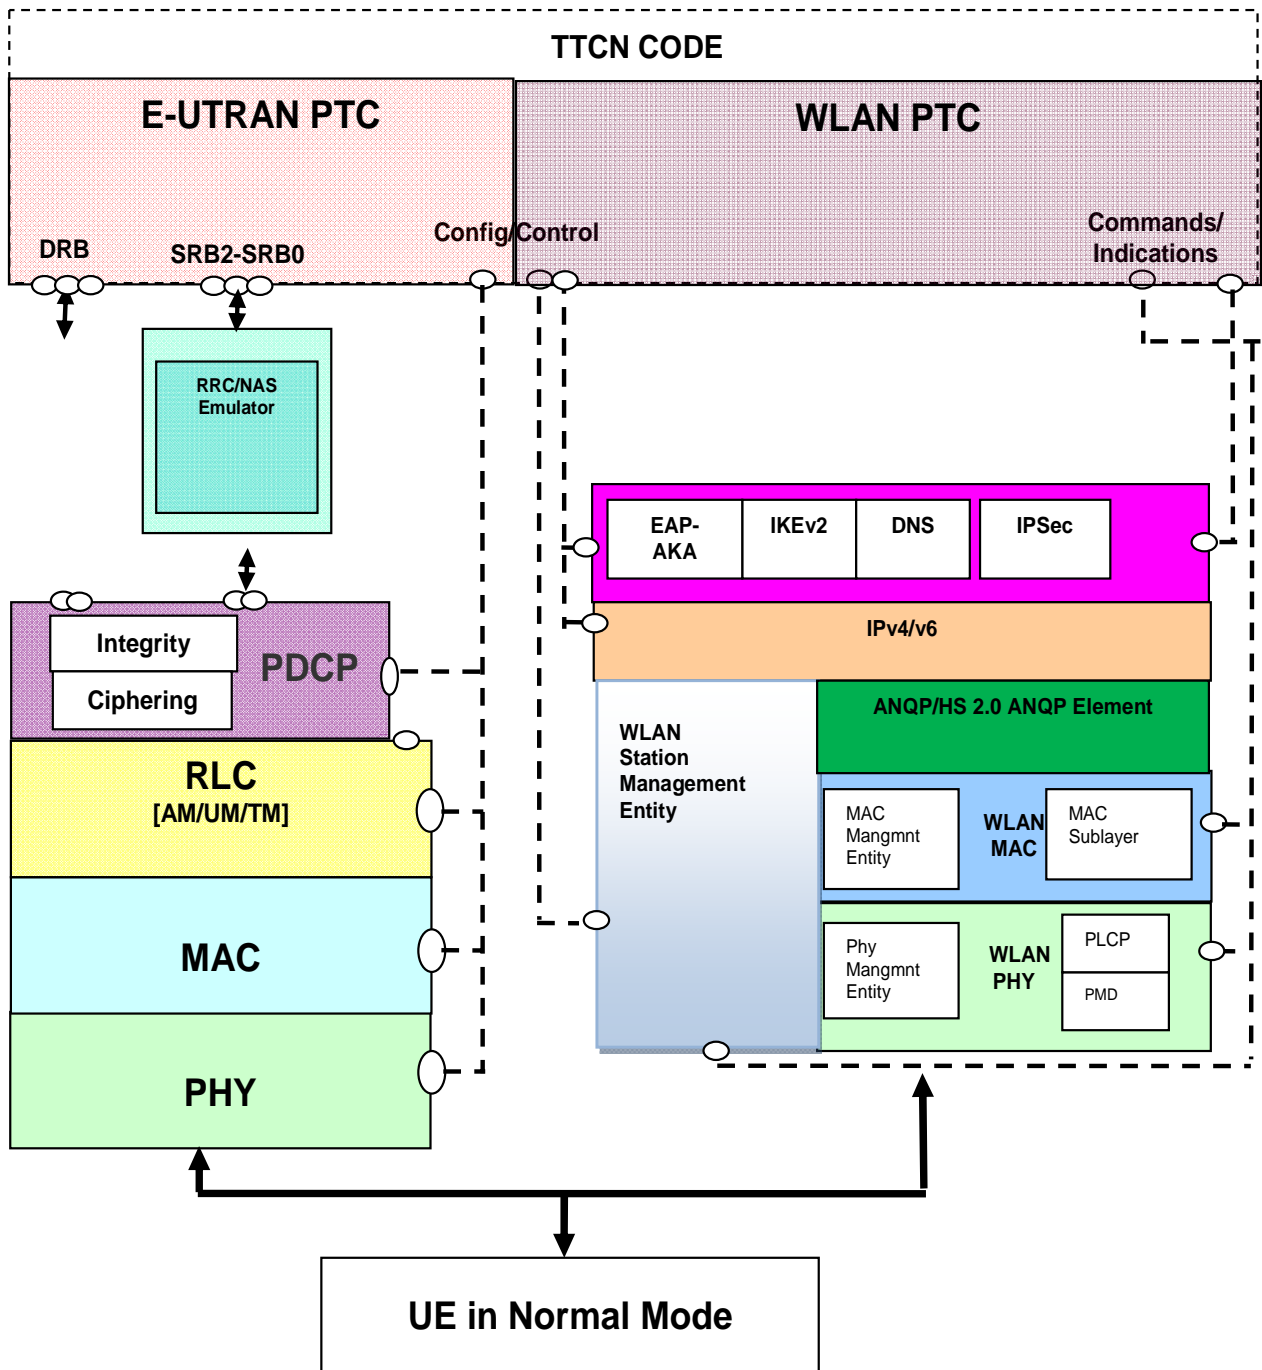 TTCN CODE
E-UTRAN PTC
WLAN PTC
DRB
SRB2-SRB0
Config/Control
Commands/
Indications
RRC/NAS
Emulator
EAP-
AKA
IKEv2
DNS
IPSec
IPv4/v6
Integrity
Ciphering
PDCP
ANQP/HS 2.0 ANQP Element
WLAN
Station
Management
Entity
RLC
[AM/UM/TM]
MAC
Mangmnt
Entity
WLAN
MAC
MAC
Sublayer
MAC
Phy
Mangmnt
Entity
WLAN
PHY
PLCP
PMD
PHY
UE in Normal Mode